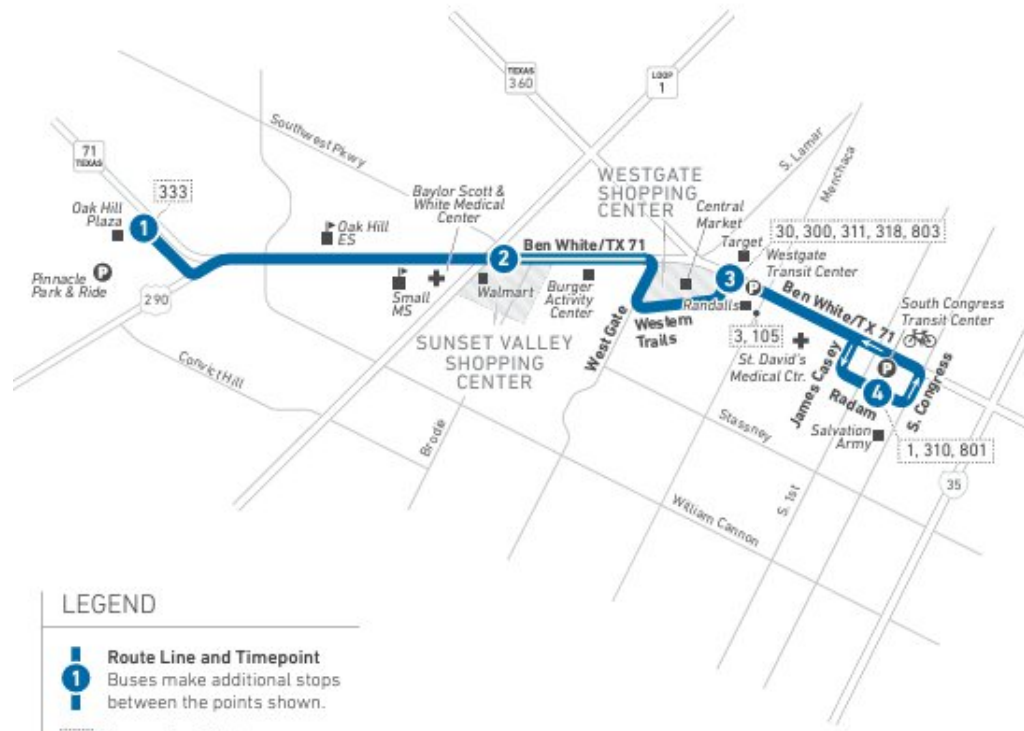 TEXAS
360
LOOP
1
71
TEXAS
Southwest Pkwy
S. Lamar
Menchaca
333
Oak Hill
Plaza
1
Baylor Scott &
White Medical
Center
WESTGATE
SHOPPING
CENTER
Central
Market
Oak Hill
ES
30, 300, 311, 318, 803
2
Ben White/TX 71
Target
3
Westgate
Transit Center
P
Pinnacle
Park & Ride
P
290
Small
MS
Walmart
Burger
Activity
Center
Randalls
Ben White/TX 71
South Congress
Transit Center
Western
Trails
3, 105
SUNSET VALLEY
SHOPPING
CENTER
West Gate
St. David's
Medical Ctr.
James Casey
P
4
Radam
S. Congress
Convict Hill
Brodie
Stassney
Salvation
Army
1, 310, 801
35
S. 1st
William Cannon
LEGEND
Route Line and Timepoint
1
Buses make additional stops
between the points shown.